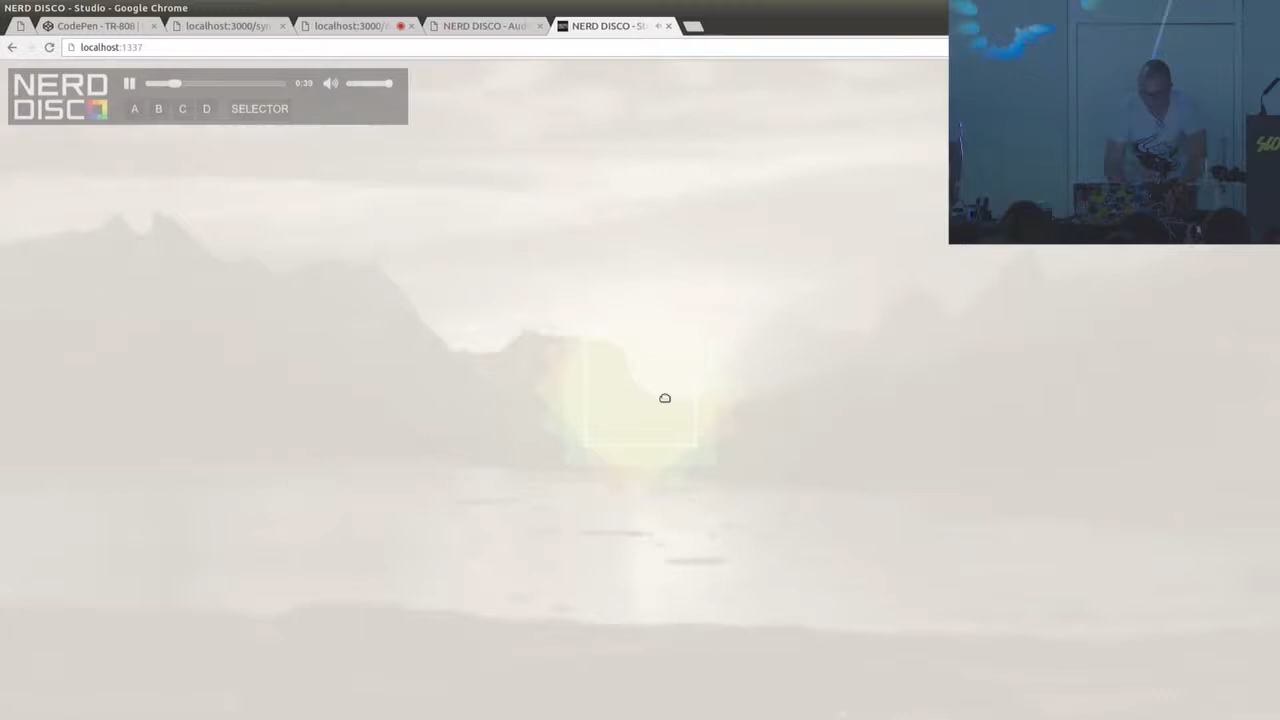 NERD DISCO - Studio - Google Chrome
CodePen - TR-808
localhost:3000/syn
localhost:3000/
NERD DISCO - Aud
NERD DISCO - St
localhost:1337
NERD
DISCO
0:39
A B C D SELECTOR